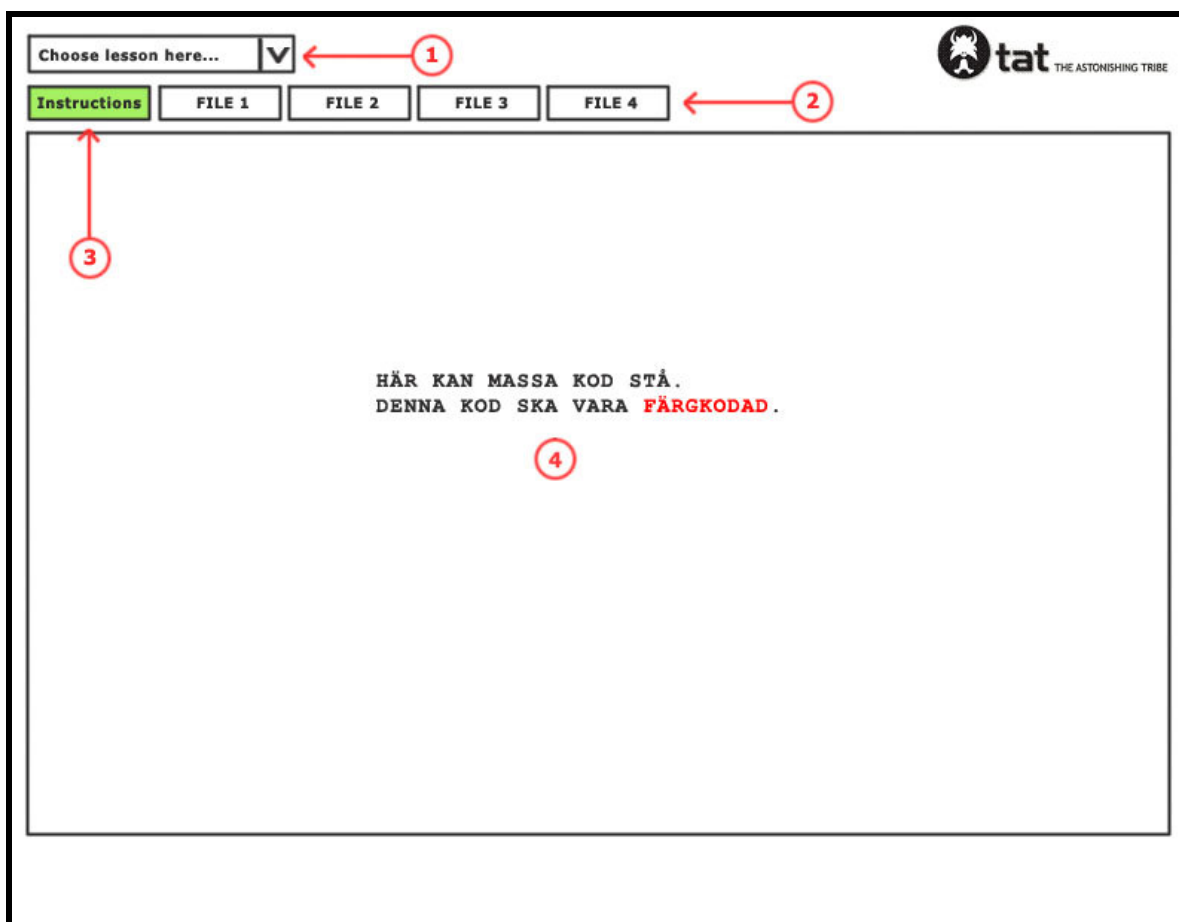 Choose lesson here... V
1
tat THE ASTONISHING TRIBE
Instructions FILE 1 FILE 2 FILE 3 FILE 4
2
3
HÄR KAN MASSA KOD STÅ.
DENNA KOD SKA VARA FÄRGKODAD.
4